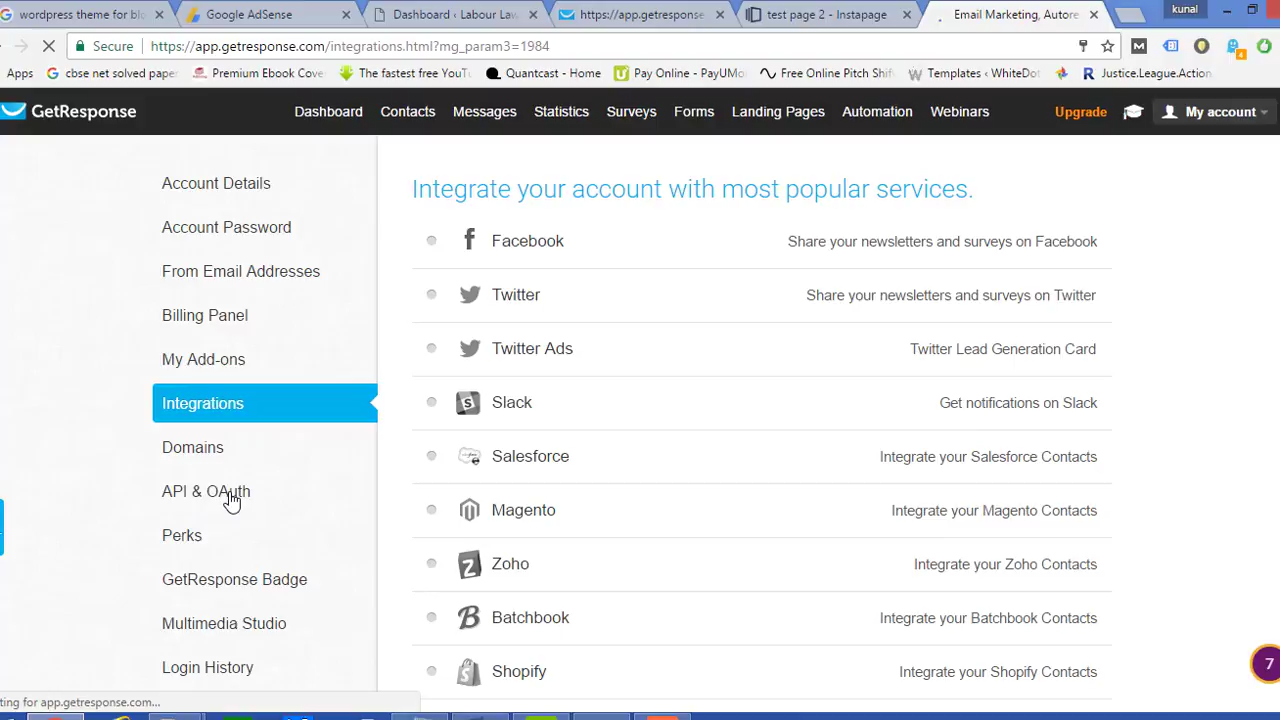 wordpress theme for blo
Google AdSense
Dashboard ‹ Labour Law
https://app.getresponse
test page 2 - Instapage
Email Marketing, Autore
kunal
Secure
https://app.getresponse.com/integrations.html?mg_param3=1984
Apps
cbse net solved pape
Premium Ebook Cove
The fastest free YouTu
Quantcast - Home
Pay Online - PayUMo
Free Online Pitch Shif
Templates ‹ WhiteDot
Justice.League.Action
GetResponse
Dashboard
Contacts
Messages
Statistics
Surveys
Forms
Landing Pages
Automation
Webinars
Upgrade
My account
Account Details
Account Password
From Email Addresses
Billing Panel
My Add-ons
Integrations
Domains
API & OAuth
Perks
GetResponse Badge
Multimedia Studio
Login History
Integrate your account with most popular services.
Facebook
Share your newsletters and surveys on Facebook
Twitter
Share your newsletters and surveys on Twitter
Twitter Ads
Twitter Lead Generation Card
Slack
Get notifications on Slack
Salesforce
Integrate your Salesforce Contacts
Magento
Integrate your Magento Contacts
Zoho
Integrate your Zoho Contacts
Batchbook
Integrate your Batchbook Contacts
Shopify
Integrate your Shopify Contacts
7
ting for app.getresponse.com...